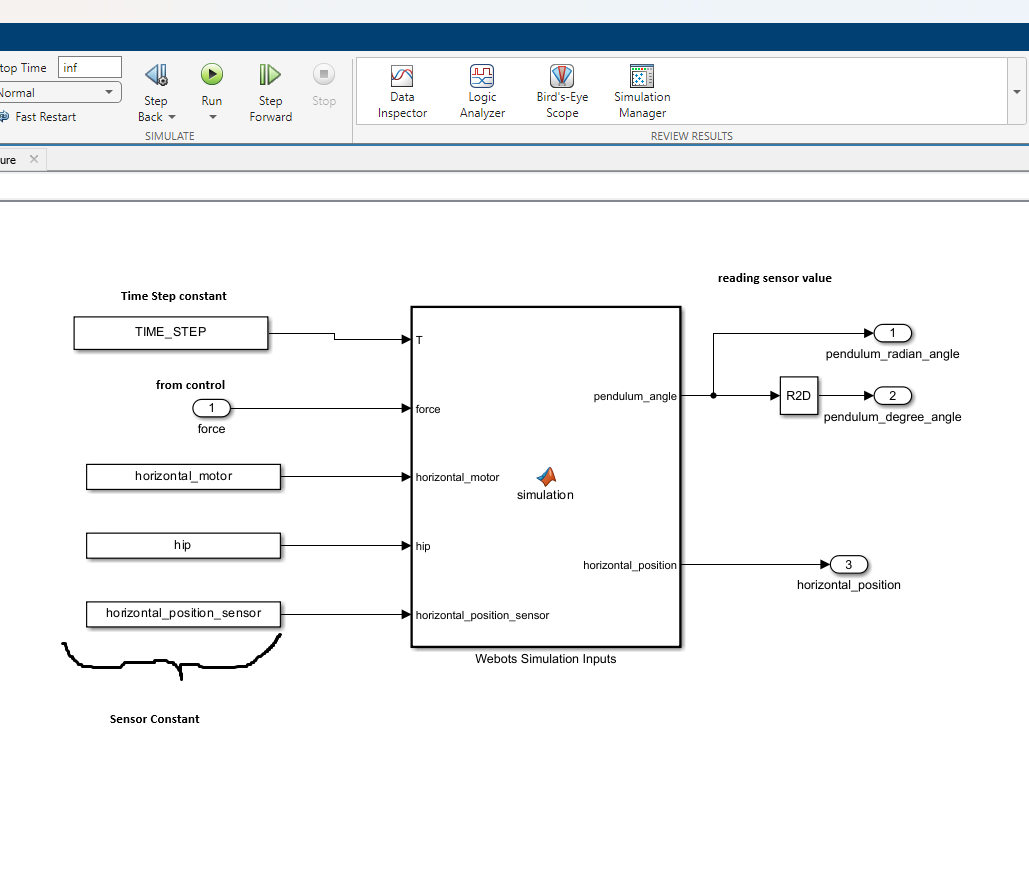 top Time inf
Normal
Fast Restart
Step
Back
Run
Step
Forward
Stop
SIMULATE
Data
Inspector
Logic
Analyzer
Bird's-Eye
Scope
Simulation
Manager
REVIEW RESULTS
ure
reading sensor value
Time Step constant
TIME_STEP
T
1
pendulum_radian_angle
from control
1
force
force
pendulum_angle
R2D
2
pendulum_degree_angle
horizontal_motor
horizontal_motor
simulation
hip
hip
horizontal_position
3
horizontal_position
horizontal_position_sensor
horizontal_position_sensor
Webots Simulation Inputs
Sensor Constant